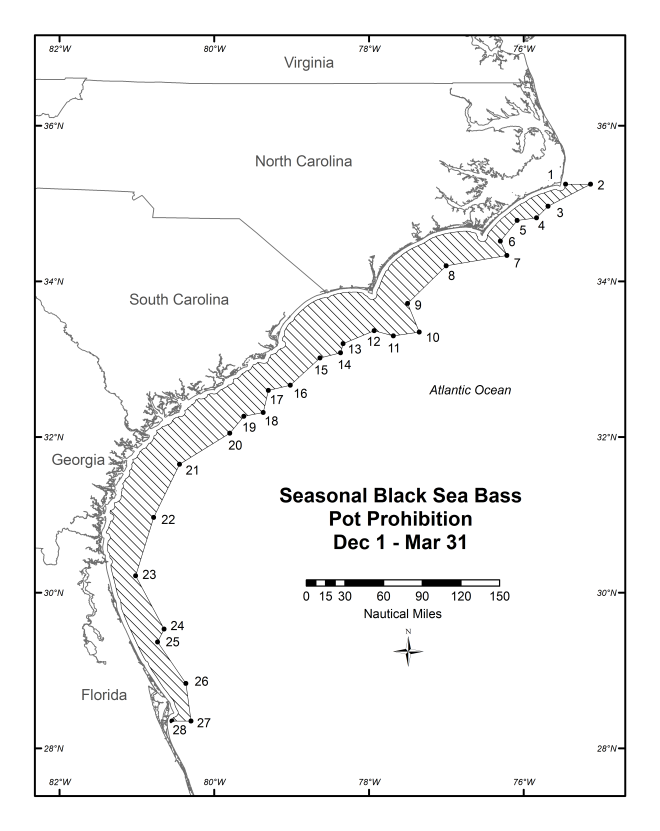 82°W 80°W 78°W 76°W
Virginia
36°N 36°N
North Carolina
1 2
3
4
5
6
7
8
34°N 34°N
South Carolina
9
10
11
12
13
14
15
16
17
18
19
20
Atlantic Ocean
32°N 32°N
Georgia
21
22
Seasonal Black Sea Bass
Pot Prohibition
Dec 1 - Mar 31
0 15 30 60 90 120 150
Nautical Miles
N
23
30°N 30°N
24
25
26
Florida
27
28
28°N 28°N
82°W 80°W 78°W 76°W